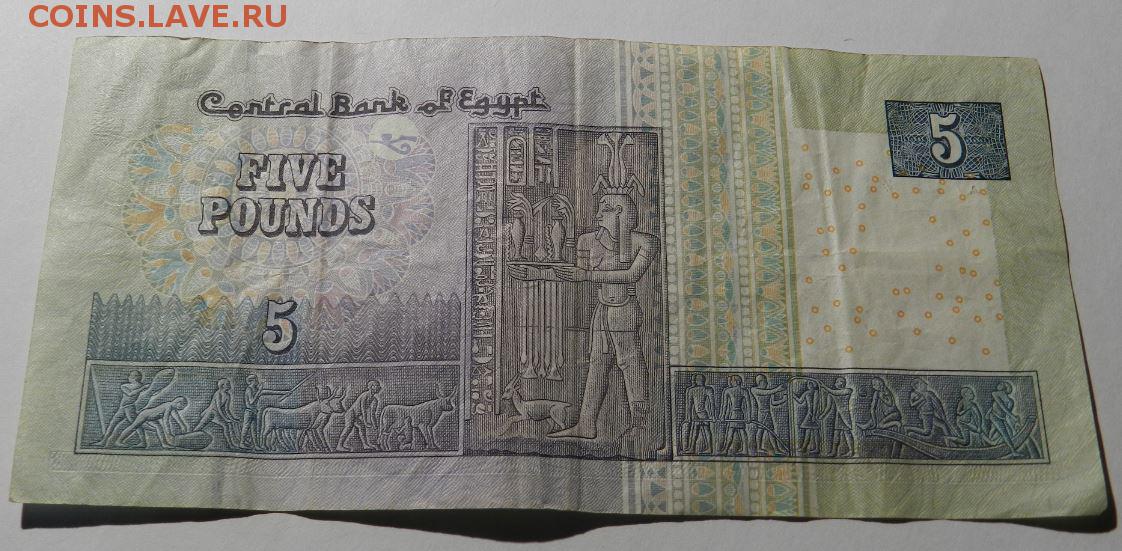 COINS.LAVE.RU
Central Bank of Egypt
5
FIVE
POUNDS
5